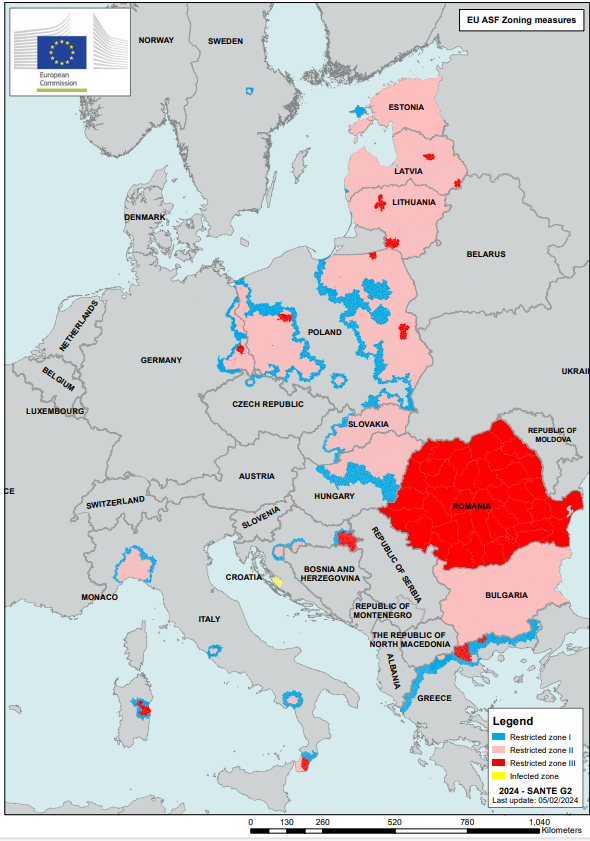 EU ASF Zoning measures
European
Commission
NORWAY
SWEDEN
ESTONIA
LATVIA
LITHUANIA
DENMARK
BELARUS
NETHERLANDS
POLAND
GERMANY
BELGIUM
UKRAI
LUXEMBOURG
CZECH REPUBLIC
SLOVAKIA
REPUBLIC OF
MOLDOVA
AUSTRIA
CE
HUNGARY
SWITZERLAND
ROMANIA
SLOVENIA
REPUBLIC OF SERBIA
BOSNIA AND
HERZEGOVINA
CROATIA
MONACO
BULGARIA
REPUBLIC OF
MONTENEGRO
ITALY
THE REPUBLIC OF
NORTH MACEDONIA
ALBANIA
GREECE
Legend
Restricted zone I
Restricted zone II
Restricted zone III
Infected zone
2024 - SANTE G2
Last update: 05/02/2024
0 130 260 520 780 1,040
Kilometers